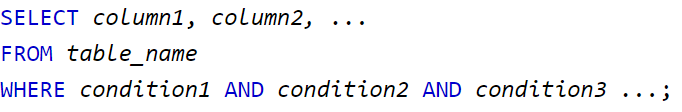 SELECT column1, column2, ...
FROM table_name
WHERE condition1 AND condition2 AND condition3 ...;